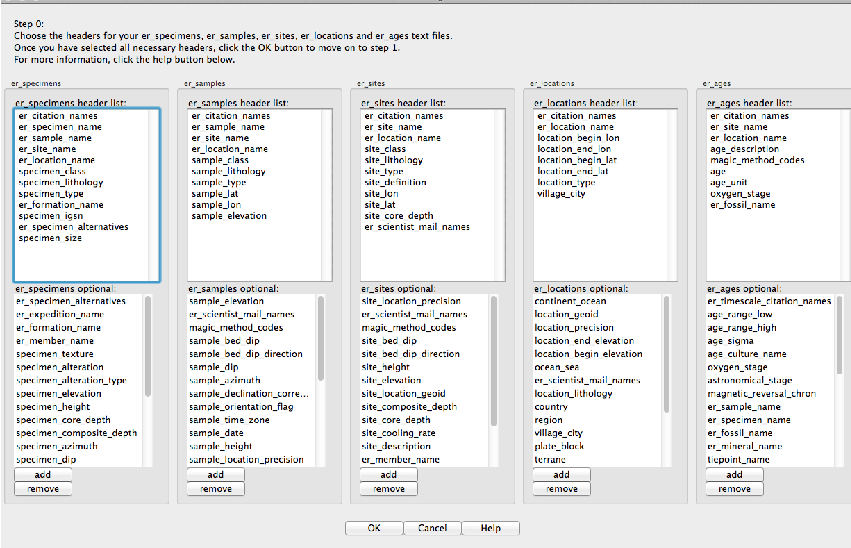 Step 0:
Choose the headers for your er_specimens, er_samples, er_sites, er_locations and er_ages text files.
Once you have selected all necessary headers, click the OK button to move on to step 1.
For more information, click the help button below.
er_specimens
er_specimens header list:
er_citation_names
er_specimen_name
er_sample_name
er_site_name
er_location_name
specimen_class
specimen_lithology
specimen_type
er_formation_name
specimen_igsn
er_specimen_alternatives
specimen_size
er_specimens optional:
er_specimen_alternatives
er_expedition_name
er_formation_name
er_member_name
specimen_texture
specimen_alteration
specimen_alteration_type
specimen_elevation
specimen_height
specimen_core_depth
specimen_composite_depth
specimen_azimuth
specimen_dip
add
remove
er_samples
er_samples header list:
er_citation_names
er_sample_name
er_site_name
er_location_name
sample_class
sample_lithology
sample_type
sample_lat
sample_lon
sample_elevation
er_samples optional:
sample_elevation
er_scientist_mail_names
magic_method_codes
sample_bed_dip
sample_bed_dip_direction
sample_dip
sample_azimuth
sample_declination_corre...
sample_orientation_flag
sample_time_zone
sample_date
sample_height
sample_location_precision
add
remove
er_sites
er_sites header list:
er_citation_names
er_site_name
er_location_name
site_class
site_lithology
site_type
site_definition
site_lon
site_lat
site_core_depth
er_scientist_mail_names
er_sites optional:
site_location_precision
er_scientist_mail_names
magic_method_codes
site_bed_dip
site_bed_dip_direction
site_height
site_elevation
site_location_geoid
site_composite_depth
site_core_depth
site_cooling_rate
site_description
er_member_name
add
remove
er_locations
er_locations header list:
er_citation_names
er_location_name
location_begin_lon
location_end_lon
location_begin_lat
location_end_lat
location_type
village_city
er_locations optional:
continent_ocean
location_geoid
location_precision
location_end_elevation
location_begin_elevation
ocean_sea
er_scientist_mail_names
location_lithology
country
region
village_city
plate_block
terrane
add
remove
er_ages
er_ages header list:
er_citation_names
er_site_name
er_location_name
age_description
magic_method_codes
age
age_unit
oxygen_stage
er_fossil_name
er_ages optional:
er_timescale_citation_names
age_range_low
age_range_high
age_sigma
age_culture_name
oxygen_stage
astronomical_stage
magnetic_reversal_chron
er_sample_name
er_specimen_name
er_fossil_name
er_mineral_name
tiepoint_name
add
remove
OK
Cancel
Help